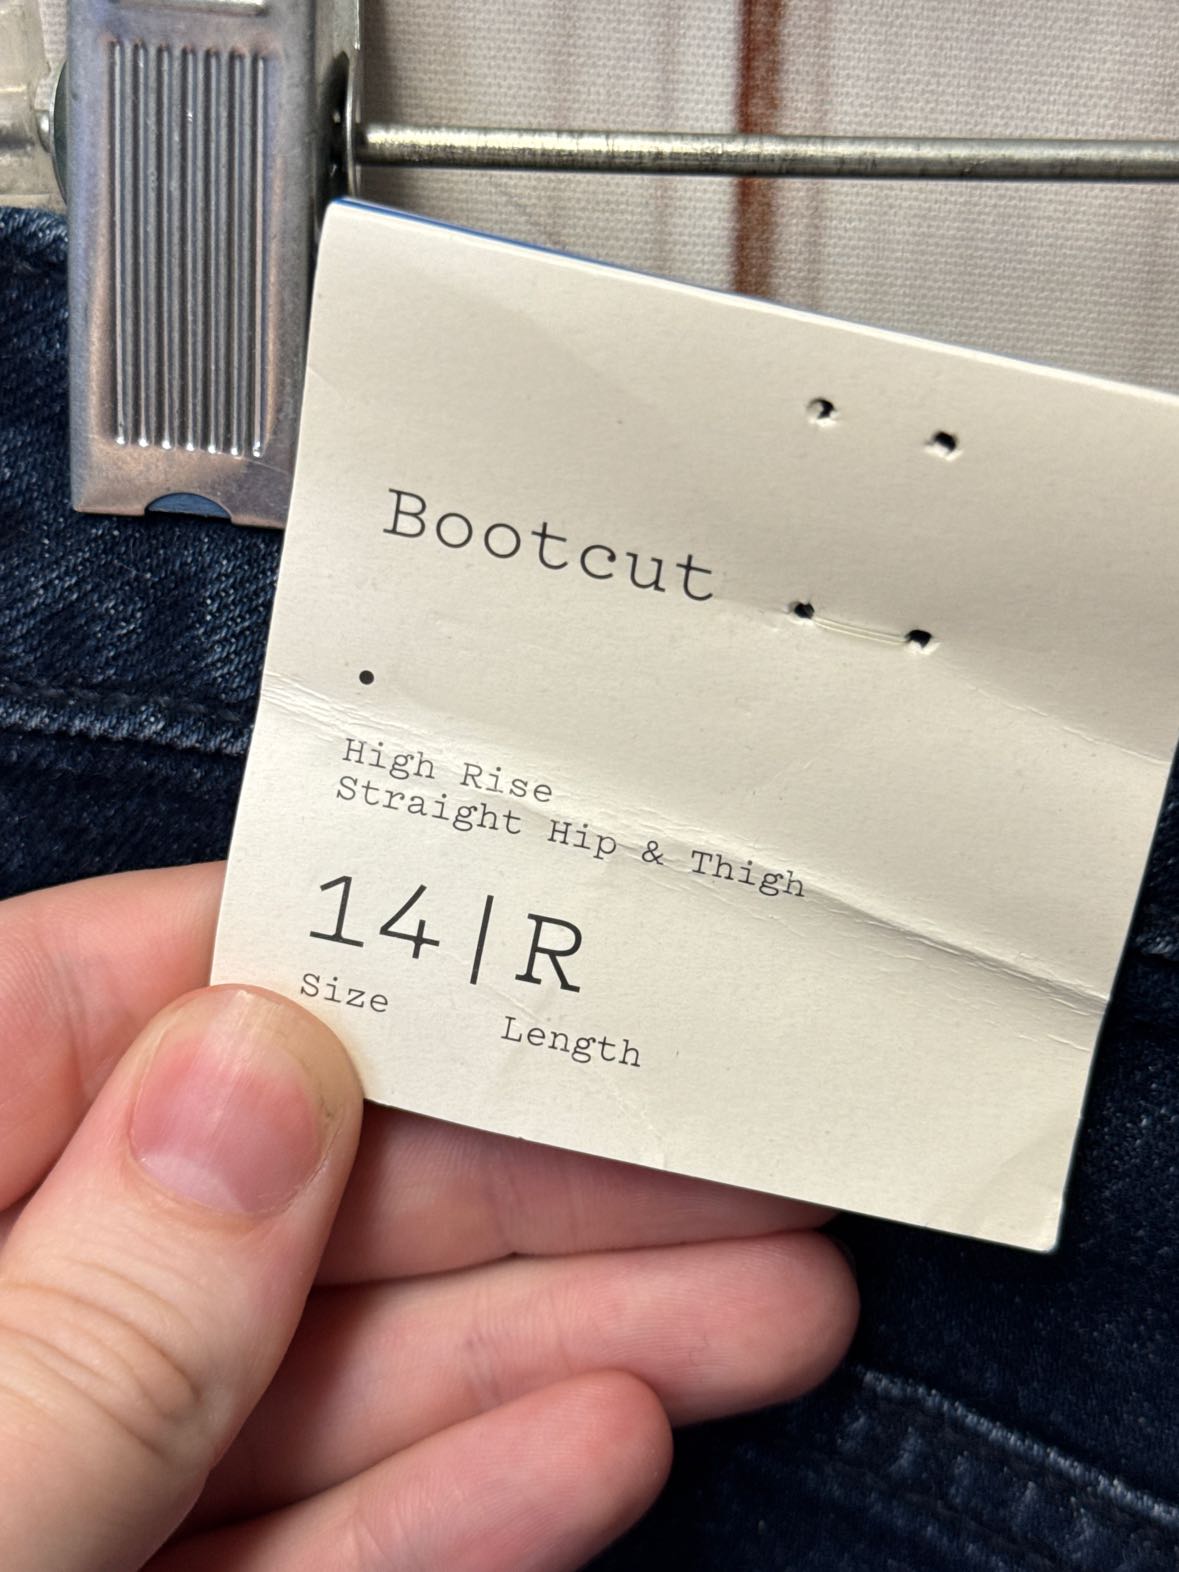 Bootcut
•
High Rise
Straight Hip & Thigh
14|R
Size Length